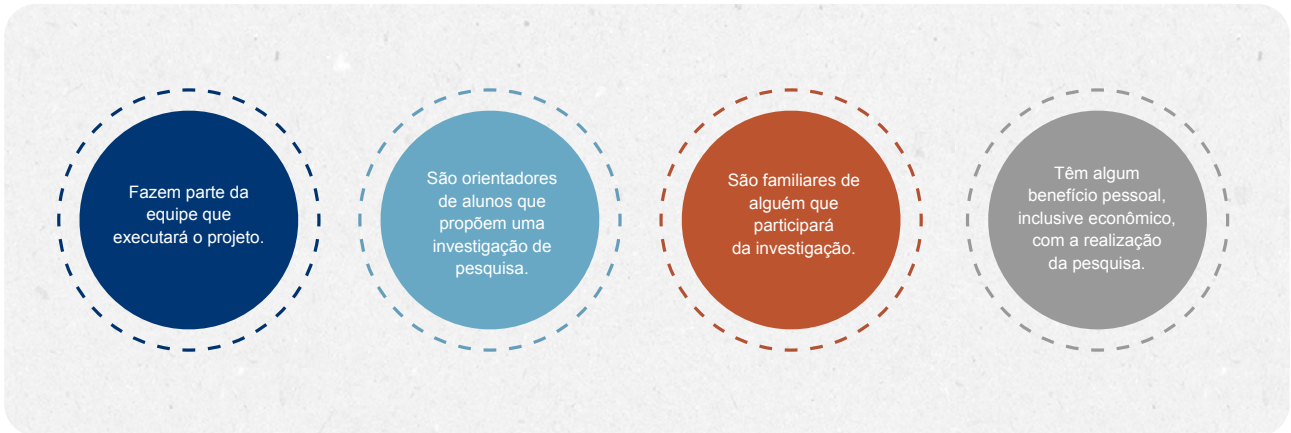 Fazem parte da
equipe que
executará o projeto.
São orientadores
de alunos que
propõem uma
investigação de
pesquisa.
São familiares de
alguém que
participará
da investigação.
Têm algum
benefício pessoal,
inclusive econômico,
com a realização
da pesquisa.